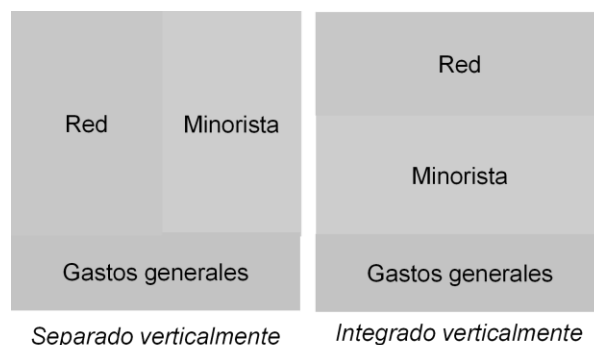 Red
Minorista
Gastos generales
Separado verticalmente
Red
Minorista
Gastos generales
Integrado verticalmente